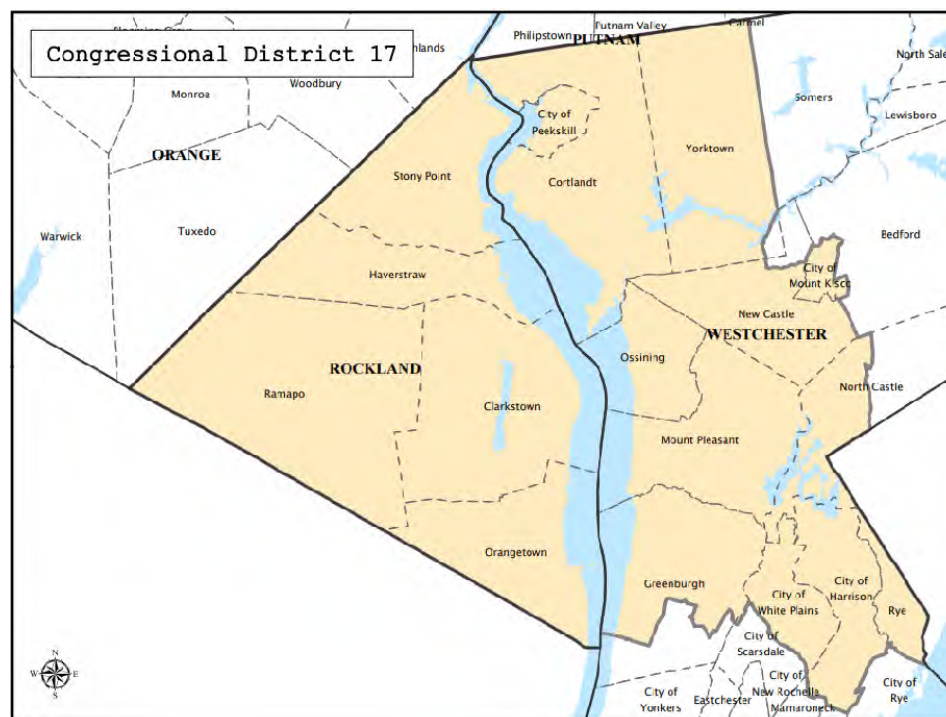 Putnam Valley
Carmel
Philipstown
PUTNAM
Congressional District 17
North Sale
Woodbury
Monroe
Somers
Lewisboro
City of
Peekskill
ORANGE
Yorktown
Stony Point
Cortlandt
Warwick
Tuxedo
Bedford
Haverstraw
City of
Mount Kisco
New Castle
WESTCHESTER
ROCKLAND
Ossining
Ramapo
North Castle
Clarkstown
Mount Pleasant
Orangetown
Greenburgh
City of
Harrison
City of
White Plains
Rye
N
W E
S
City of
Scarsdale
City of
Yonkers
Eastchester
City of
New Rochelle
Mamaroneck
City of
Rye